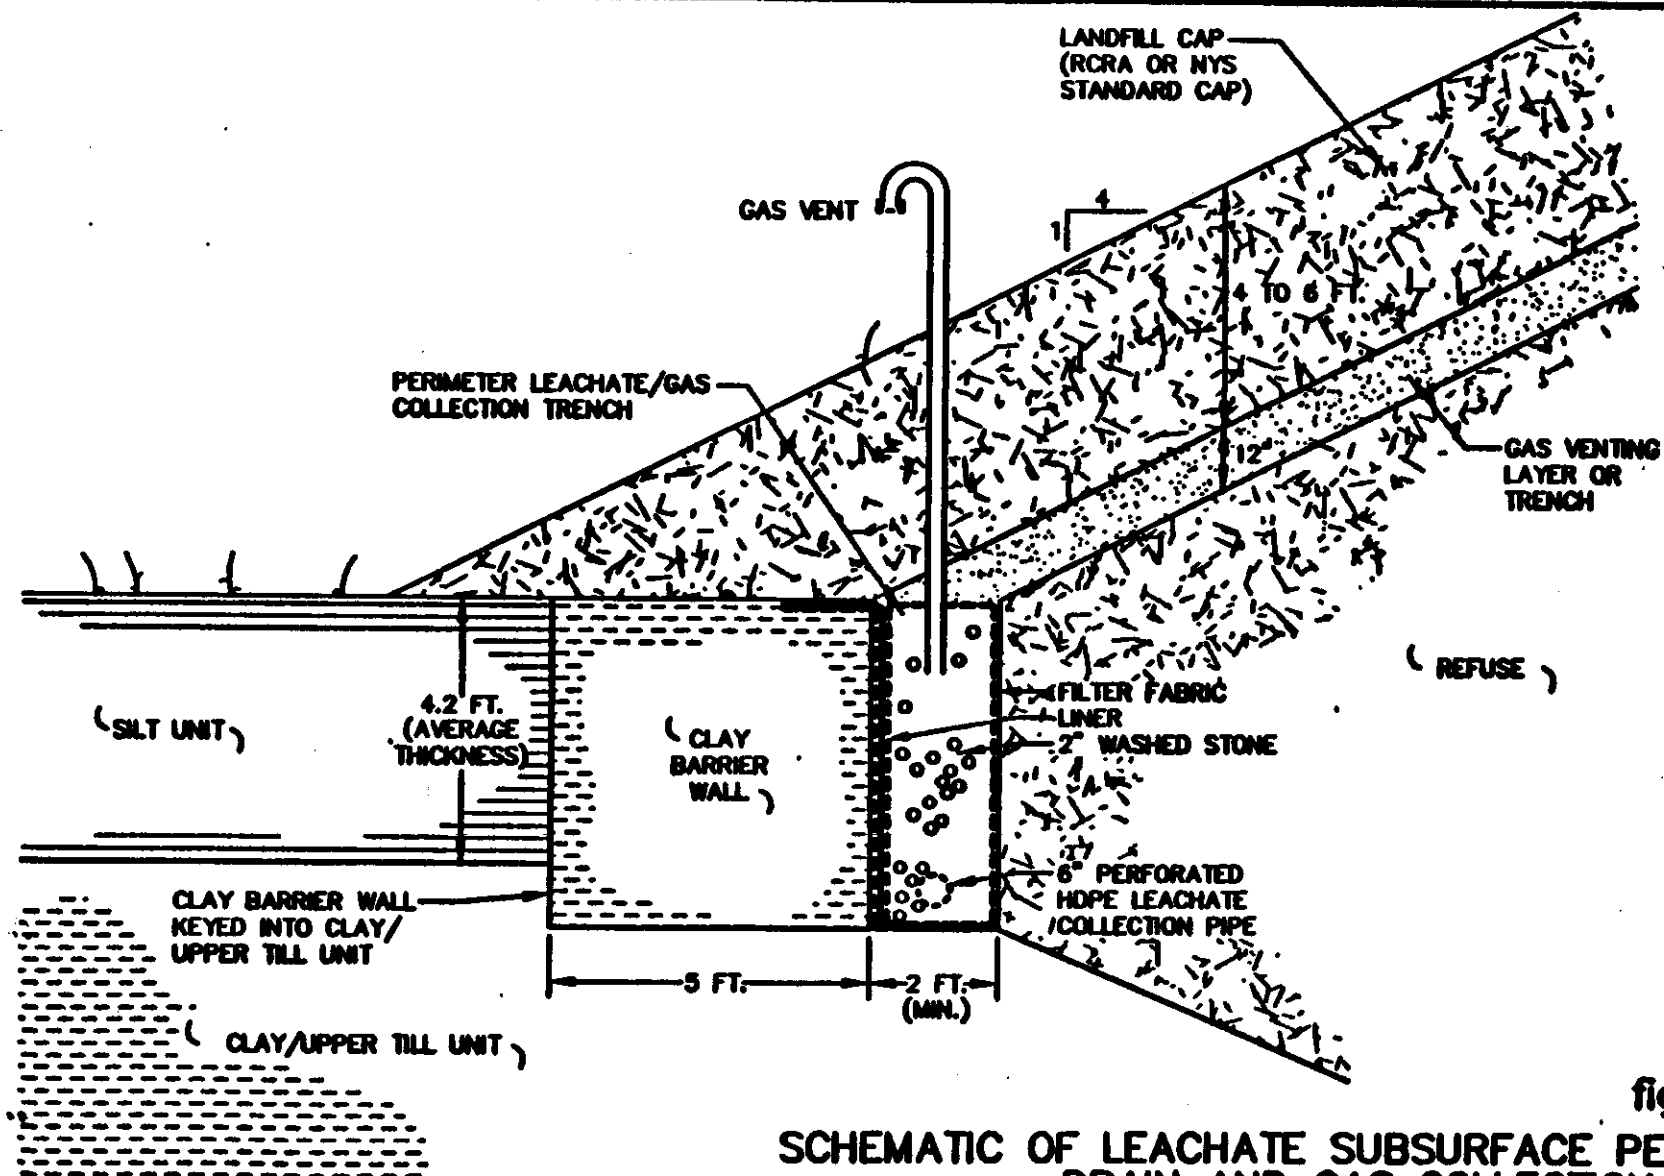 LANDFILL CAP
(RCRA OR NYS
STANDARD CAP)
GAS VENT
4
1
4 TO 6 FT.
PERIMETER LEACHATE/GAS
COLLECTION TRENCH
12"
GAS VENTING
LAYER OR
TRENCH
REFUSE
SILT UNIT
4.2 FT.
(AVERAGE
THICKNESS)
CLAY
BARRIER
WALL
FILTER FABRIC
LINER
2" WASHED STONE
6" PERFORATED
HDPE LEACHATE
COLLECTION PIPE
CLAY BARRIER WALL
KEYED INTO CLAY/
UPPER TILL UNIT
5 FT.
2 FT.
(MIN.)
CLAY/UPPER TILL UNIT
fig
SCHEMATIC OF LEACHATE SUBSURFACE PE